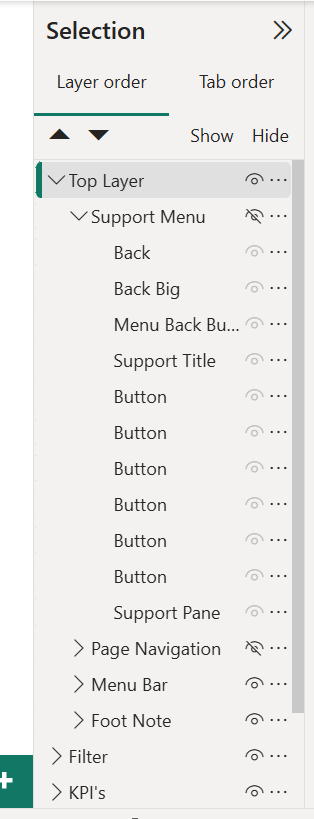 Selection
Layer order Tab order
Show Hide
Top Layer
Support Menu
Back
Back Big
Menu Back Bu...
Support Title
Button
Button
Button
Button
Button
Button
Support Pane
Page Navigation
Menu Bar
Foot Note
Filter
KPI's